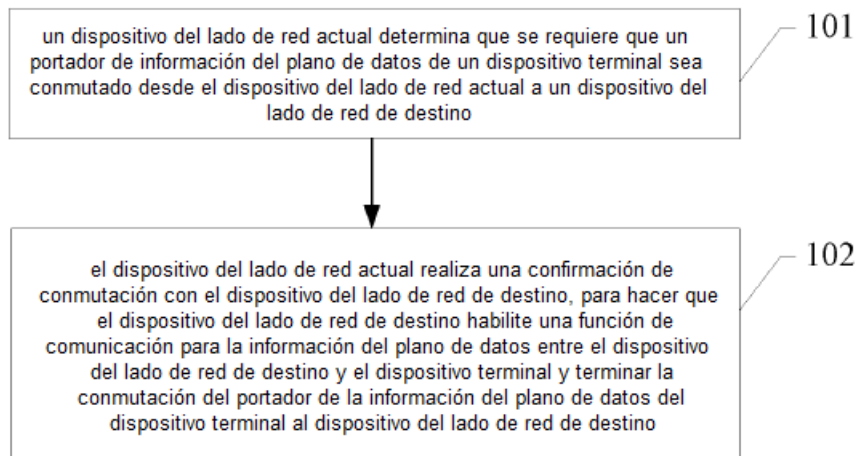 un dispositivo del lado de red actual determina que se requiere que un
portador de información del plano de datos de un dispositivo terminal sea
conmutado desde el dispositivo del lado de red actual a un dispositivo del
lado de red de destino
101
el dispositivo del lado de red actual realiza una confirmación de
conmutación con el dispositivo del lado de red de destino, para hacer que
el dispositivo del lado de red de destino habilite una función de
comunicación para la información del plano de datos entre el dispositivo
del lado de red de destino y el dispositivo terminal y terminar la
conmutación del portador de la información del plano de datos del
dispositivo terminal al dispositivo del lado de red de destino
102